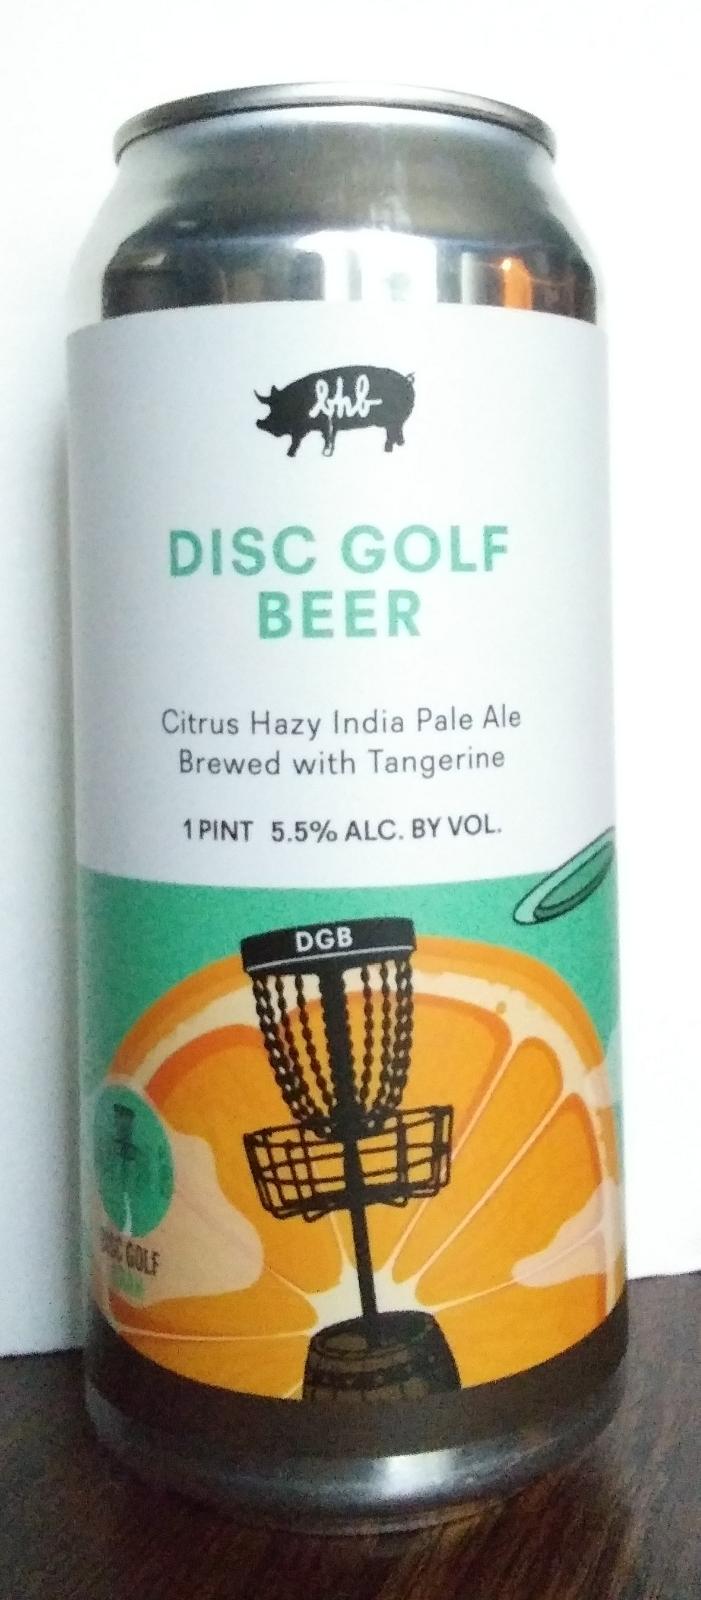 bhb
DISC GOLF
BEER
Citrus Hazy India Pale Ale
Brewed with Tangerine
1 PINT 5.5% ALC. BY VOL.
DGB
DISC GOLF